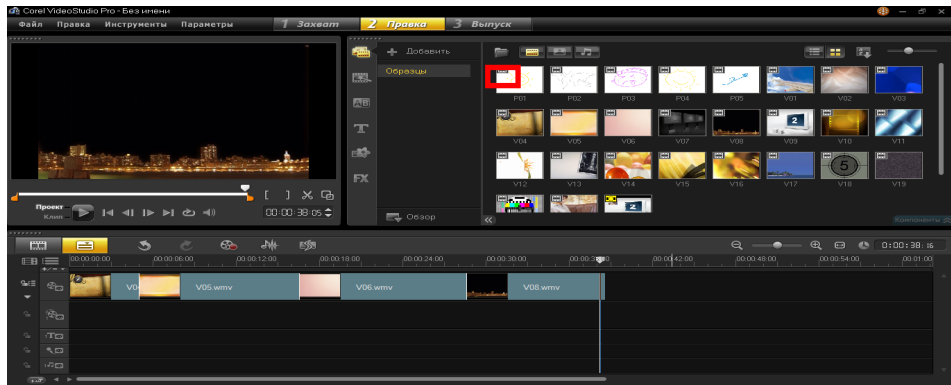 Corel VideoStudio Pro - Без имени
Файл Правка Инструменты Параметры 1 Захват 2 Правка 3 Выпуск
Добавить
Образцы
P01 P02 P03 P04 P05 V01 V02 V03
V04 V05 V06 V07 V08 V09 V10 V11
V12 V13 V14 V15 V16 V17 V18 V19
FX
Проект
Клип
00:00:38:05
Обзор
Компоненты
0:00:38:16
00:00:00:00 00:00:06:00 00:00:12:00 00:00:18:00 00:00:24:00 00:00:30:00 00:00:42:00 00:00:48:00 00:00:54:00 00:01:00
V05.wmv V06.wmv V08.wmv